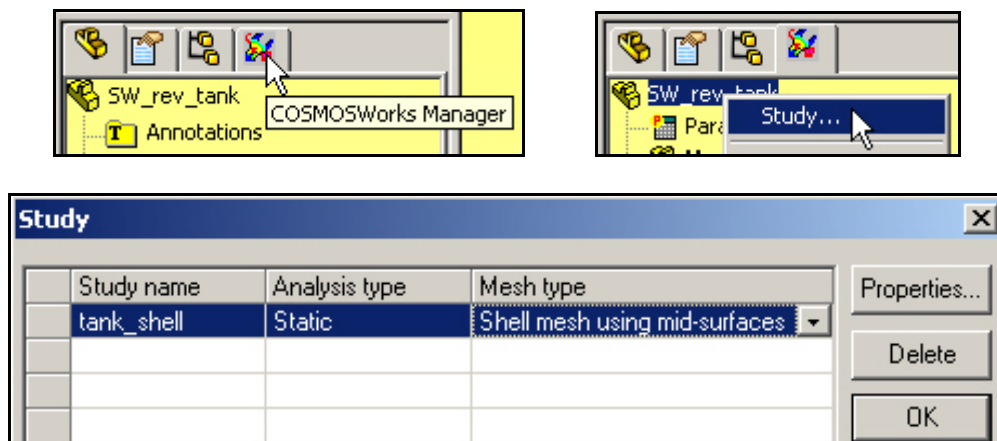 SW_rev_tank
Annotations
COSMOSWorks Manager
SW_rev_tank
Study...
Para
Study
Study name Analysis type Mesh type
tank_shell Static Shell mesh using mid-surfaces
Properties...
Delete
OK